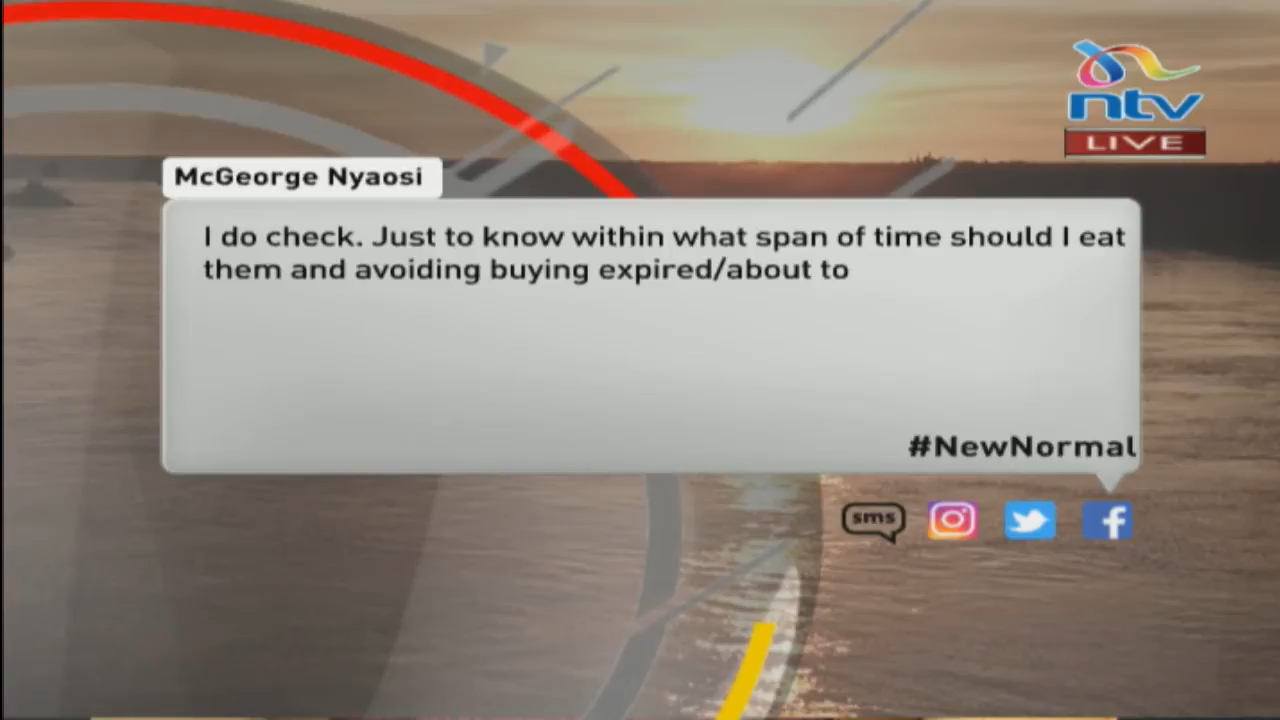 ntv
LIVE
McGeorge Nyaosi
I do check. Just to know within what span of time should I eat
them and avoiding buying expired/about to
#NewNormal
sms